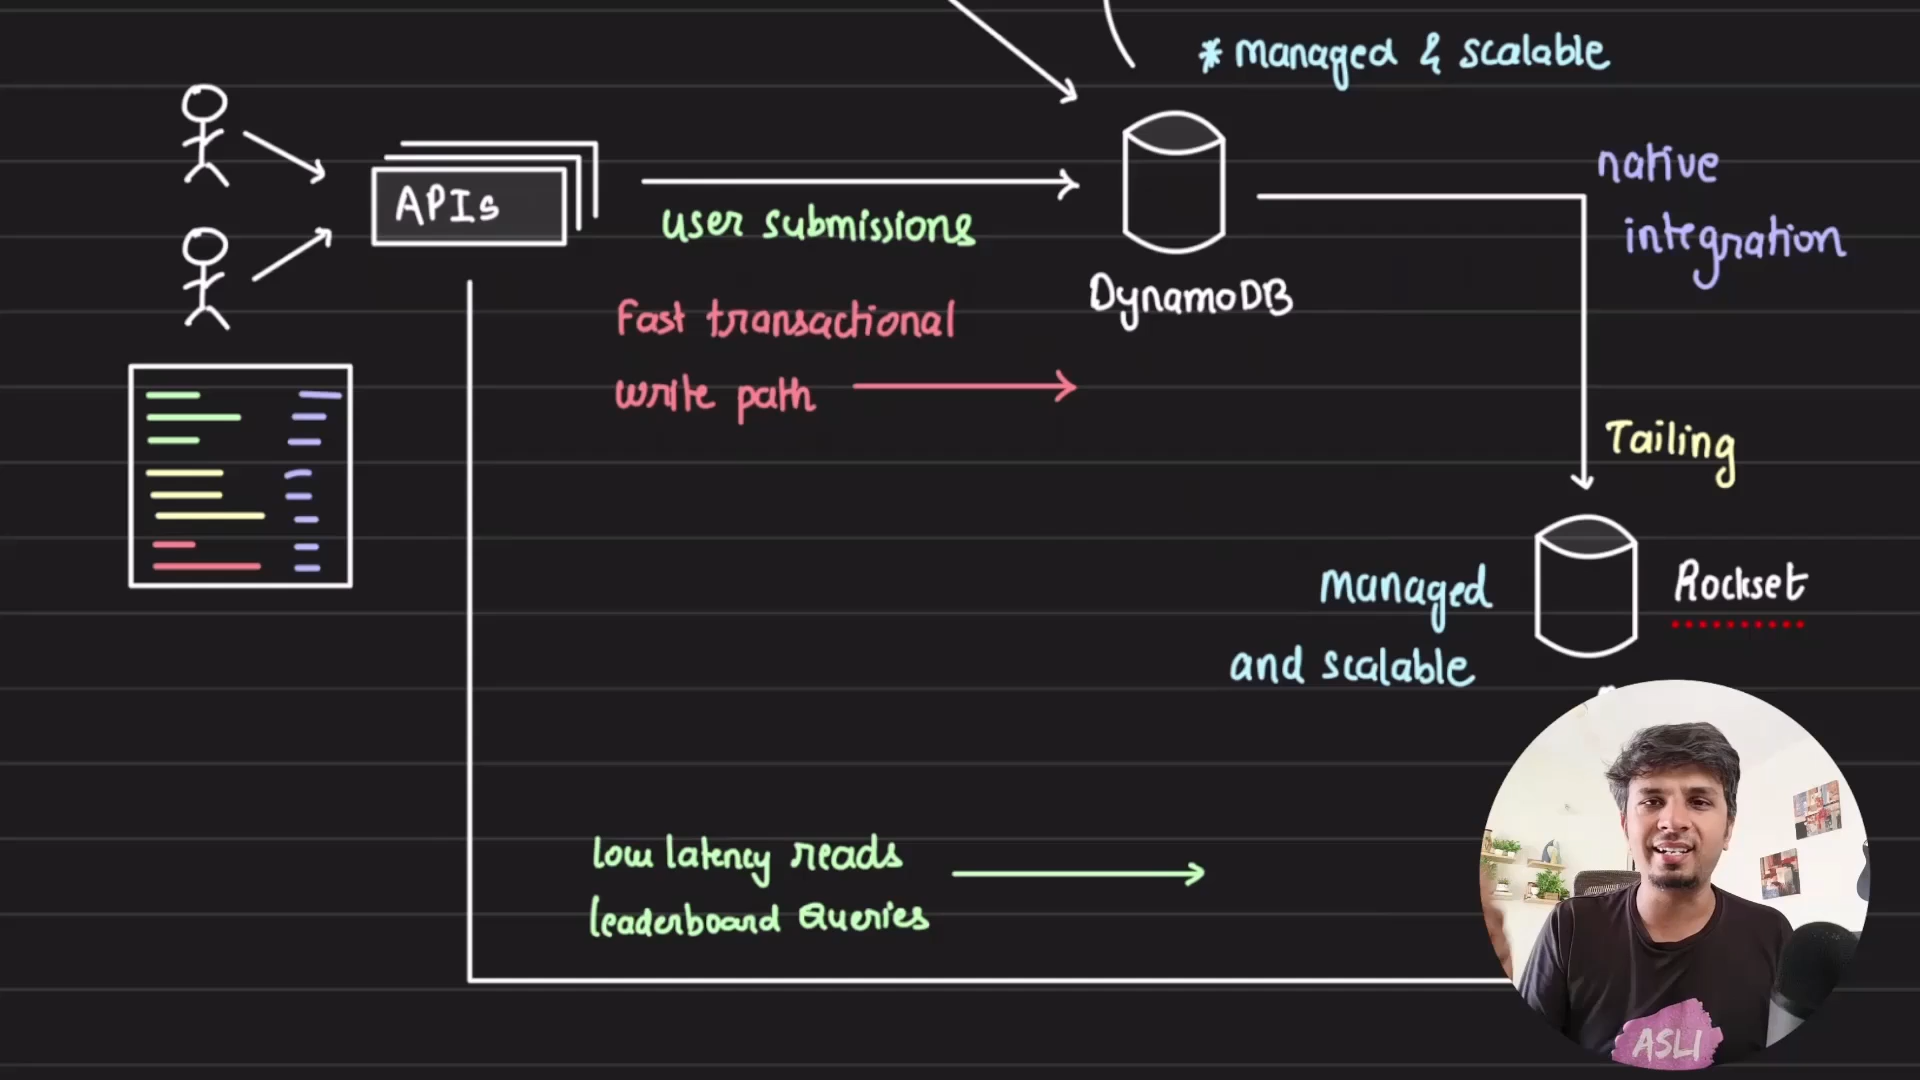 * managed & scalable
native
integration
APIs
user submissions
DynamoDB
Fast transactional
write path
Tailing
managed
and scalable
Rockset
low latency reads
leaderboard Queries
ASLI